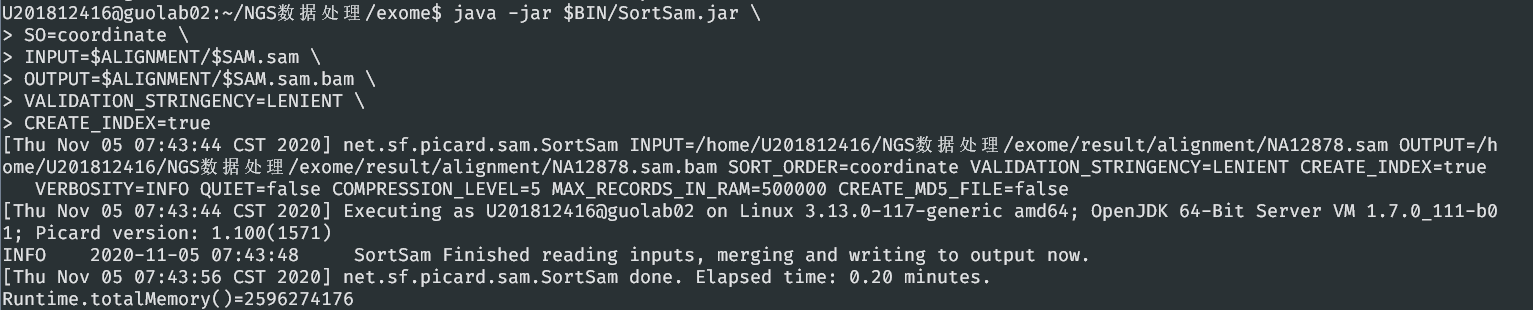 U201812416@guolab02:~/NGS数据处理/exome$ java -jar $BIN/SortSam.jar \
> SO=coordinate \
> INPUT=$ALIGNMENT/$SAM.sam \
> OUTPUT=$ALIGNMENT/$SAM.sam.bam \
> VALIDATION_STRINGENCY=LENIENT \
> CREATE_INDEX=true
[Thu Nov 05 07:43:44 CST 2020] net.sf.picard.sam.SortSam INPUT=/home/U201812416/NGS数据处理/exome/result/alignment/NA12878.sam OUTPUT=/h
ome/U201812416/NGS数据处理/exome/result/alignment/NA12878.sam.bam SORT_ORDER=coordinate VALIDATION_STRINGENCY=LENIENT CREATE_INDEX=true
   VERBOSITY=INFO QUIET=false COMPRESSION_LEVEL=5 MAX_RECORDS_IN_RAM=500000 CREATE_MD5_FILE=false
[Thu Nov 05 07:43:44 CST 2020] Executing as U201812416@guolab02 on Linux 3.13.0-117-generic amd64; OpenJDK 64-Bit Server VM 1.7.0_111-b0
1; Picard version: 1.100(1571)
INFO    2020-11-05 07:43:48     SortSam Finished reading inputs, merging and writing to output now.
[Thu Nov 05 07:43:56 CST 2020] net.sf.picard.sam.SortSam done. Elapsed time: 0.20 minutes.
Runtime.totalMemory()=2596274176